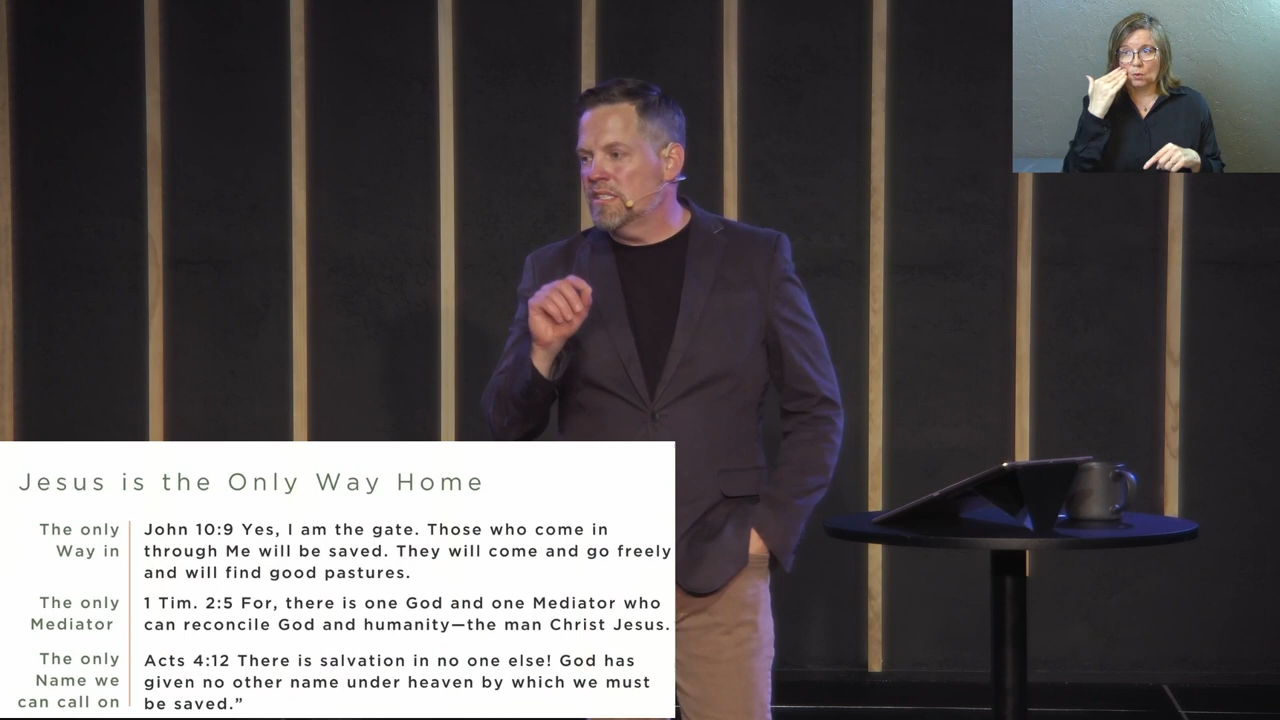 Jesus is the Only Way Home
The only
Way in
John 10:9 Yes, I am the gate. Those who come in
through Me will be saved. They will come and go freely
and will find good pastures.
The only
Mediator
1 Tim. 2:5 For, there is one God and one Mediator who
can reconcile God and humanity—the man Christ Jesus.
The only
Name we
can call on
Acts 4:12 There is salvation in no one else! God has
given no other name under heaven by which we must
be saved.”